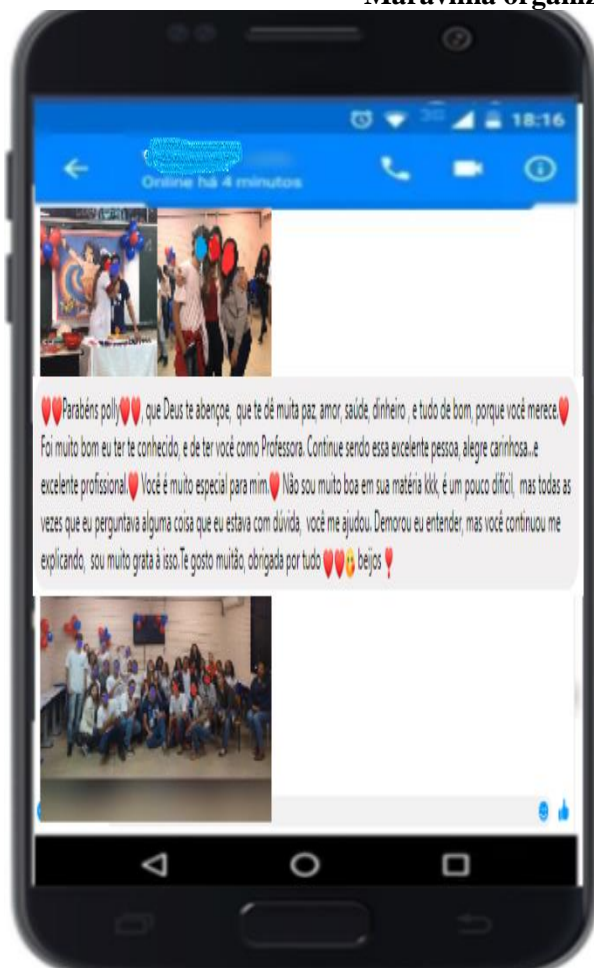 Maravilha organiz
3G 18:16
Online há 4 minutos
❤❤Parabéns polly❤❤, que Deus te abençoe, que te dê muita paz, amor, saúde, dinheiro , e tudo de bom, porque você merece.❤
Foi muito bom eu ter te conhecido, e de ter você como Professora. Continue sendo essa excelente pessoa, alegre carinhosa...e
excelente profissional.❤ Você é muito especial para mim.❤ Não sou muito boa em sua matéria kkk, é um pouco difícil, mas todas as
vezes que eu perguntava alguma coisa que eu estava com dúvida, você me ajudou. Demorou eu entender, mas você continuou me
explicando, sou muito grata à isso.Te gosto muitão, obrigada por tudo ❤❤😚 beijos ❣